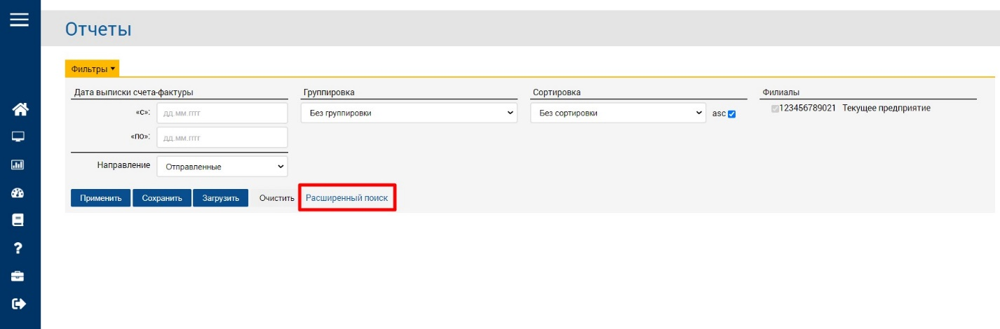 Отчеты
Фильтры
Дата выписки счета-фактуры
Группировка
Сортировка
Филиалы
«с»: дд.мм.гггг
Без группировки
Без сортировки
asc
123456789021 Текущее предприятие
«по»: дд.мм.гггг
Направление Отправленные
Применить Сохранить Загрузить Очистить Расширенный поиск